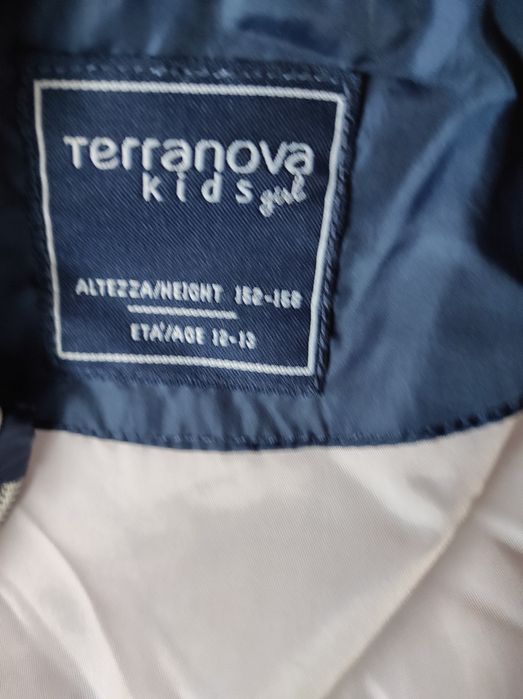 Terranova
kids girl
ALTEZZA/HEIGHT 152-158
ETA'/AGE 12-13